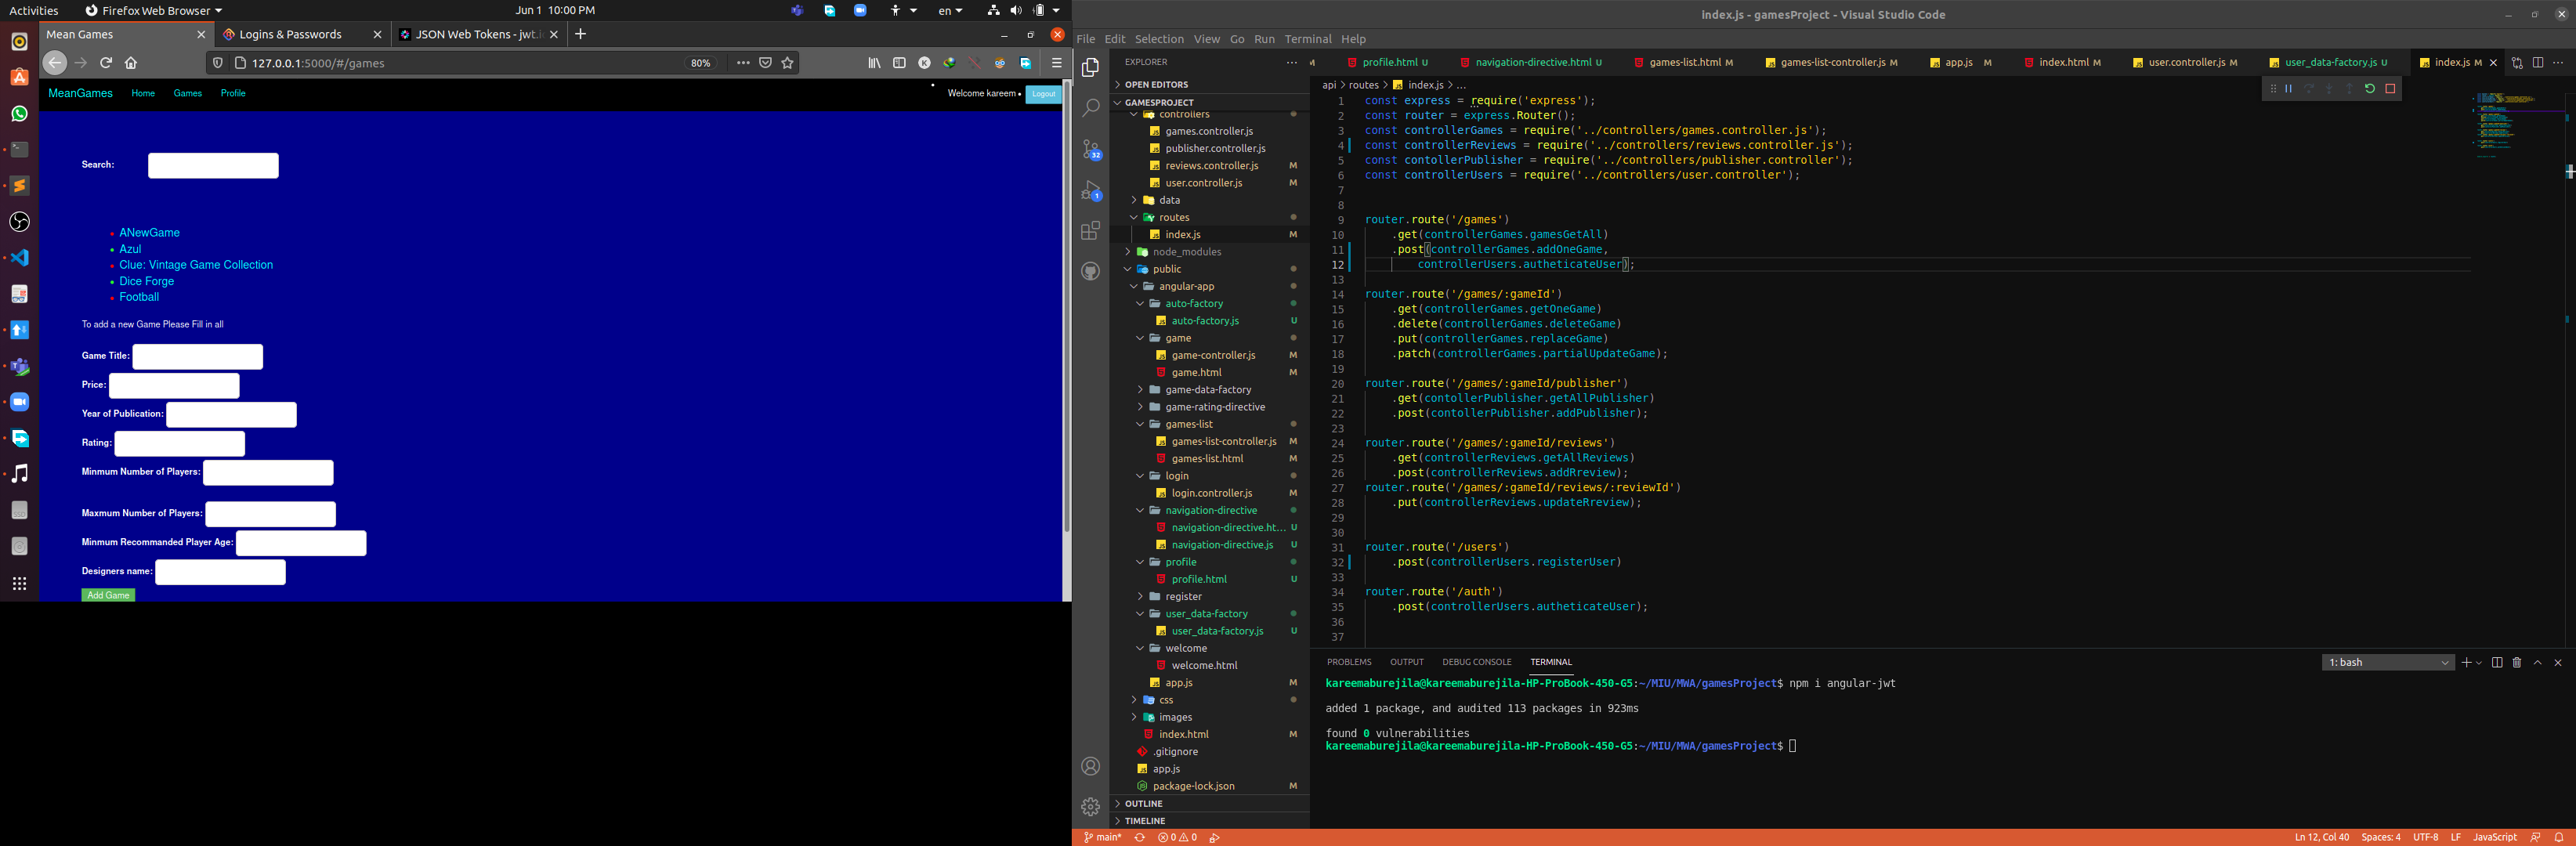 Activities
Firefox Web Browser
Jun 1 10:00 PM
en
Mean Games
Logins & Passwords
JSON Web Tokens - jwt.i
127.0.0.1:5000/#/games
80%
MeanGames
Home
Games
Profile
Welcome kareem
Logout
Search:
ANewGame
Azul
Clue: Vintage Game Collection
Dice Forge
Football
To add a new Game Please Fill in all
Game Title:
Price:
Year of Publication:
Rating:
Minmum Number of Players:
Maxmum Number of Players:
Minmum Recommanded Player Age:
Designers name:
Add Game
index.js - gamesProject - Visual Studio Code
File Edit Selection View Go Run Terminal Help
EXPLORER
M
profile.html U
navigation-directive.html U
games-list.html M
games-list-controller.js M
app.js M
index.html M
user.controller.js M
user_data-factory.js U
index.js M
OPEN EDITORS
GAMESPROJECT
controllers
games.controller.js
publisher.controller.js
reviews.controller.js M
user.controller.js M
data
routes
index.js M
node_modules
public
angular-app
auto-factory
auto-factory.js U
game
game-controller.js M
game.html M
game-data-factory
game-rating-directive
games-list
games-list-controller.js M
games-list.html M
login
login.controller.js M
navigation-directive
navigation-directive.ht... U
navigation-directive.js U
profile
profile.html U
register
user_data-factory
user_data-factory.js U
welcome
welcome.html
app.js M
css
images
index.html M
.gitignore
app.js
package-lock.json M
OUTLINE
TIMELINE
32
1
api > routes > index.js > ...
1 const express = require('express');
2 const router = express.Router();
3 const controllerGames = require('../controllers/games.controller.js');
4 const controllerReviews = require('../controllers/reviews.controller.js');
5 const contollerPublisher = require('../controllers/publisher.controller');
6 const controllerUsers = require('../controllers/user.controller');
7
8
9 router.route('/games')
10 .get(controllerGames.gamesGetAll)
11 .post(controllerGames.addOneGame,
12 controllerUsers.autheticateUser);
13
14 router.route('/games/:gameId')
15 .get(controllerGames.getOneGame)
16 .delete(controllerGames.deleteGame)
17 .put(controllerGames.replaceGame)
18 .patch(controllerGames.partialUpdateGame);
19
20 router.route('/games/:gameId/publisher')
21 .get(contollerPublisher.getAllPublisher)
22 .post(contollerPublisher.addPublisher);
23
24 router.route('/games/:gameId/reviews')
25 .get(controllerReviews.getAllReviews)
26 .post(controllerReviews.addRreview);
27 router.route('/games/:gameId/reviews/:reviewId')
28 .put(controllerReviews.updateRreview);
29
30
31 router.route('/users')
32 .post(controllerUsers.registerUser)
33
34 router.route('/auth')
35 .post(controllerUsers.autheticateUser);
36
37
PROBLEMS OUTPUT DEBUG CONSOLE TERMINAL
1: bash
kareemaburejila@kareemaburejila-HP-ProBook-450-G5:~/MIU/MWA/gamesProject$ npm i angular-jwt
added 1 package, and audited 113 packages in 923ms
found 0 vulnerabilities
kareemaburejila@kareemaburejila-HP-ProBook-450-G5:~/MIU/MWA/gamesProject$
main*
0 0
Ln 12, Col 40
Spaces: 4
UTF-8
LF
JavaScript